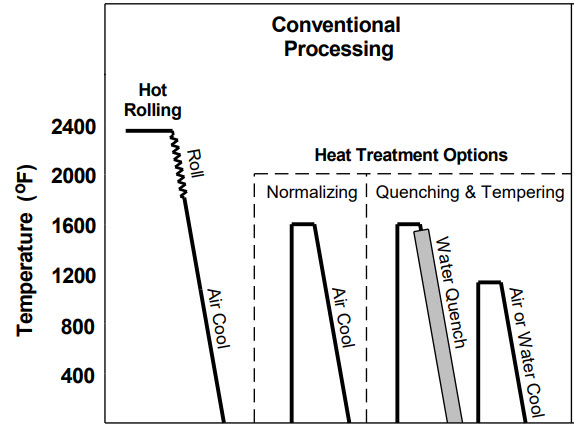 Conventional
Processing
Hot
Rolling
Roll
Air Cool
Heat Treatment Options
Normalizing
Air Cool
Quenching & Tempering
Water Quench
Air or Water Cool
Temperature (ºF)
2400
2000
1600
1200
800
400